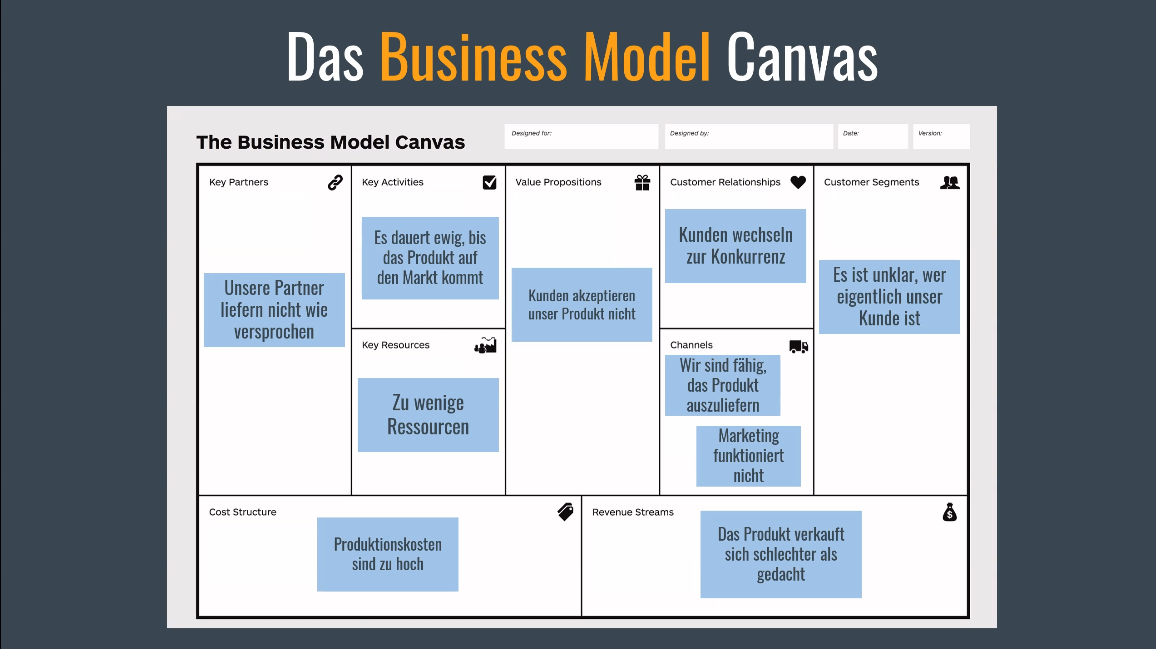 Das Business Model Canvas
The Business Model Canvas
Designed for:
Designed by:
Date:
Version:
Key Partners
Unsere Partner
liefern nicht wie
versprochen
Key Activities
Es dauert ewig, bis
das Produkt auf
den Markt kommt
Key Resources
Zu wenige
Ressourcen
Value Propositions
Kunden akzeptieren
unser Produkt nicht
Customer Relationships
Kunden wechseln
zur Konkurrenz
Channels
Wir sind fähig,
das Produkt
auszuliefern
Marketing
funktioniert
nicht
Customer Segments
Es ist unklar, wer
eigentlich unser
Kunde ist
Cost Structure
Produktionskosten
sind zu hoch
Revenue Streams
$
Das Produkt verkauft
sich schlechter als
gedacht